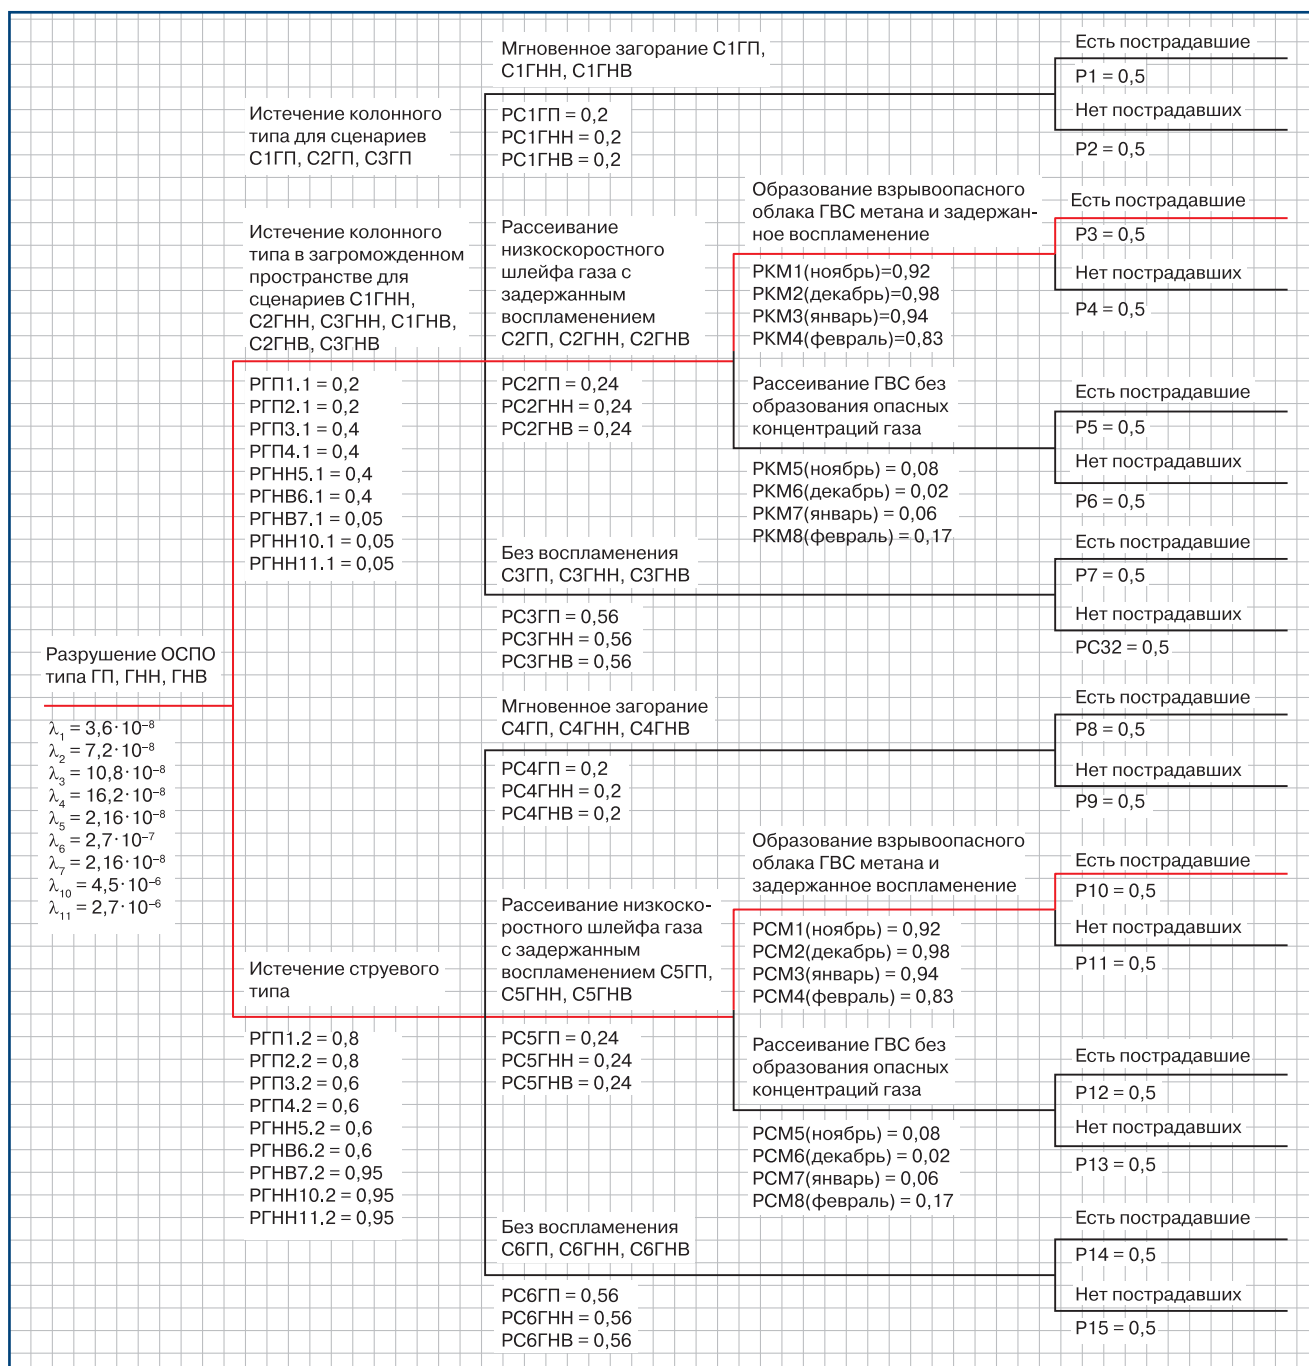 Разрушение ОСПО
типа ГП, ГНН, ГНВ
λ₁ = 3,6·10⁻⁸
λ₂ = 7,2·10⁻⁸
λ₃ = 10,8·10⁻⁸
λ₄ = 16,2·10⁻⁸
λ₅ = 2,16·10⁻⁸
λ₆ = 2,7·10⁻⁷
λ₇ = 2,16·10⁻⁸
λ₁₀ = 4,5·10⁻⁶
λ₁₁ = 2,7·10⁻⁶
Истечение колонного
типа для сценариев
С1ГП, С2ГП, С3ГП
Истечение колонного
типа в загроможденном
пространстве для
сценариев С1ГНН,
С2ГНН, С3ГНН, С1ГНВ,
С2ГНВ, С3ГНВ
РГП1.1 = 0,2
РГП2.1 = 0,2
РГП3.1 = 0,4
РГП4.1 = 0,4
РГНН5.1 = 0,4
РГНВ6.1 = 0,4
РГНВ7.1 = 0,05
РГНН10.1 = 0,05
РГНН11.1 = 0,05
Мгновенное загорание С1ГП,
С1ГНН, С1ГНВ
РС1ГП = 0,2
РС1ГНН = 0,2
РС1ГНВ = 0,2
Есть пострадавшие
Р1 = 0,5
Нет пострадавших
Р2 = 0,5
Рассеивание
низкоскоростного
шлейфа газа с
задержанным
воспламенением
С2ГП, С2ГНН, С2ГНВ
РС2ГП = 0,24
РС2ГНН = 0,24
РС2ГНВ = 0,24
Образование взрывоопасного
облака ГВС метана и задержан-
ное воспламенение
РКМ1(ноябрь)=0,92
РКМ2(декабрь)=0,98
РКМ3(январь)=0,94
РКМ4(февраль)=0,83
Есть пострадавшие
Р3 = 0,5
Нет пострадавших
Р4 = 0,5
Рассеивание ГВС без
образования опасных
концентраций газа
РКМ5(ноябрь) = 0,08
РКМ6(декабрь) = 0,02
РКМ7(январь) = 0,06
РКМ8(февраль) = 0,17
Есть пострадавшие
Р5 = 0,5
Нет пострадавших
Р6 = 0,5
Без воспламенения
С3ГП, С3ГНН, С3ГНВ
РС3ГП = 0,56
РС3ГНН = 0,56
РС3ГНВ = 0,56
Есть пострадавшие
Р7 = 0,5
Нет пострадавших
РС32 = 0,5
Истечение струевого
типа
РГП1.2 = 0,8
РГП2.2 = 0,8
РГП3.2 = 0,6
РГП4.2 = 0,6
РГНН5.2 = 0,6
РГНВ6.2 = 0,6
РГНВ7.2 = 0,95
РГНН10.2 = 0,95
РГНН11.2 = 0,95
Мгновенное загорание
С4ГП, С4ГНН, С4ГНВ
РС4ГП = 0,2
РС4ГНН = 0,2
РС4ГНВ = 0,2
Есть пострадавшие
Р8 = 0,5
Нет пострадавших
Р9 = 0,5
Рассеивание низкоско-
ростного шлейфа газа
с задержанным
воспламенением С5ГП,
С5ГНН, С5ГНВ
РС5ГП = 0,24
РС5ГНН = 0,24
РС5ГНВ = 0,24
Образование взрывоопасного
облака ГВС метана и
задержанное воспламенение
РСМ1(ноябрь) = 0,92
РСМ2(декабрь) = 0,98
РСМ3(январь) = 0,94
РСМ4(февраль) = 0,83
Есть пострадавшие
Р10 = 0,5
Нет пострадавших
Р11 = 0,5
Рассеивание ГВС без
образования опасных
концентраций газа
РСМ5(ноябрь) = 0,08
РСМ6(декабрь) = 0,02
РСМ7(январь) = 0,06
РСМ8(февраль) = 0,17
Есть пострадавшие
Р12 = 0,5
Нет пострадавших
Р13 = 0,5
Без воспламенения
С6ГП, С6ГНН, С6ГНВ
РС6ГП = 0,56
РС6ГНН = 0,56
РС6ГНВ = 0,56
Есть пострадавшие
Р14 = 0,5
Нет пострадавших
Р15 = 0,5